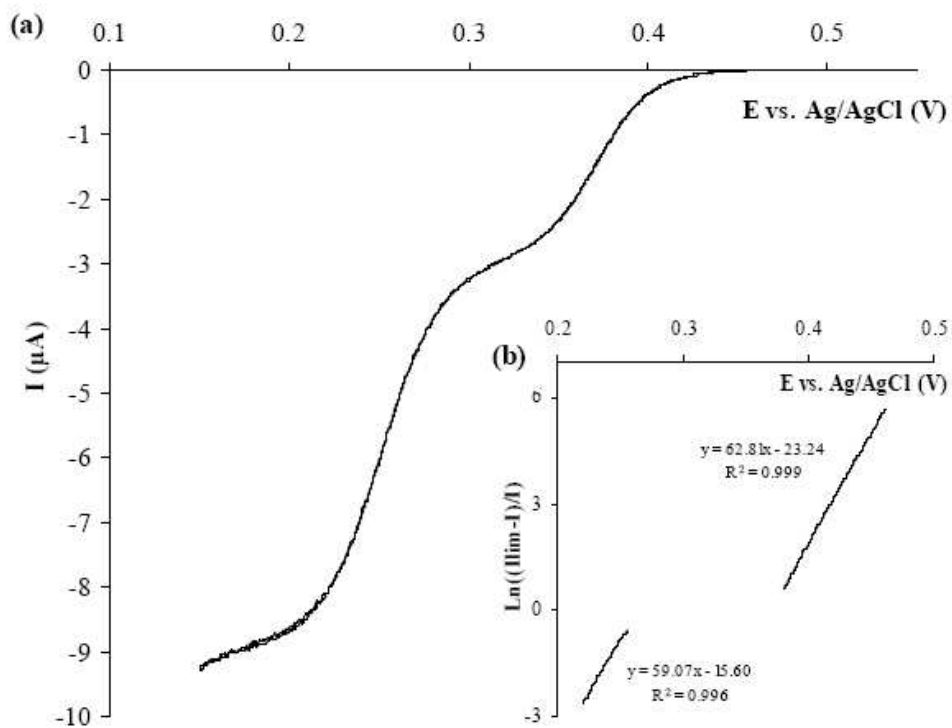 (a)
0.1 0.2 0.3 0.4 0.5
0
E vs. Ag/AgCl (V)
-1
-2
-3
-4
-5
-6
-7
-8
-9
-10
I (µA)
(b)
0.2 0.3 0.4 0.5
E vs. Ag/AgCl (V)
6
3
0
-3
Ln((Ilim-I)/I)
y = 62.81x - 23.24
R² = 0.999
y = 59.07x - 15.60
R² = 0.996